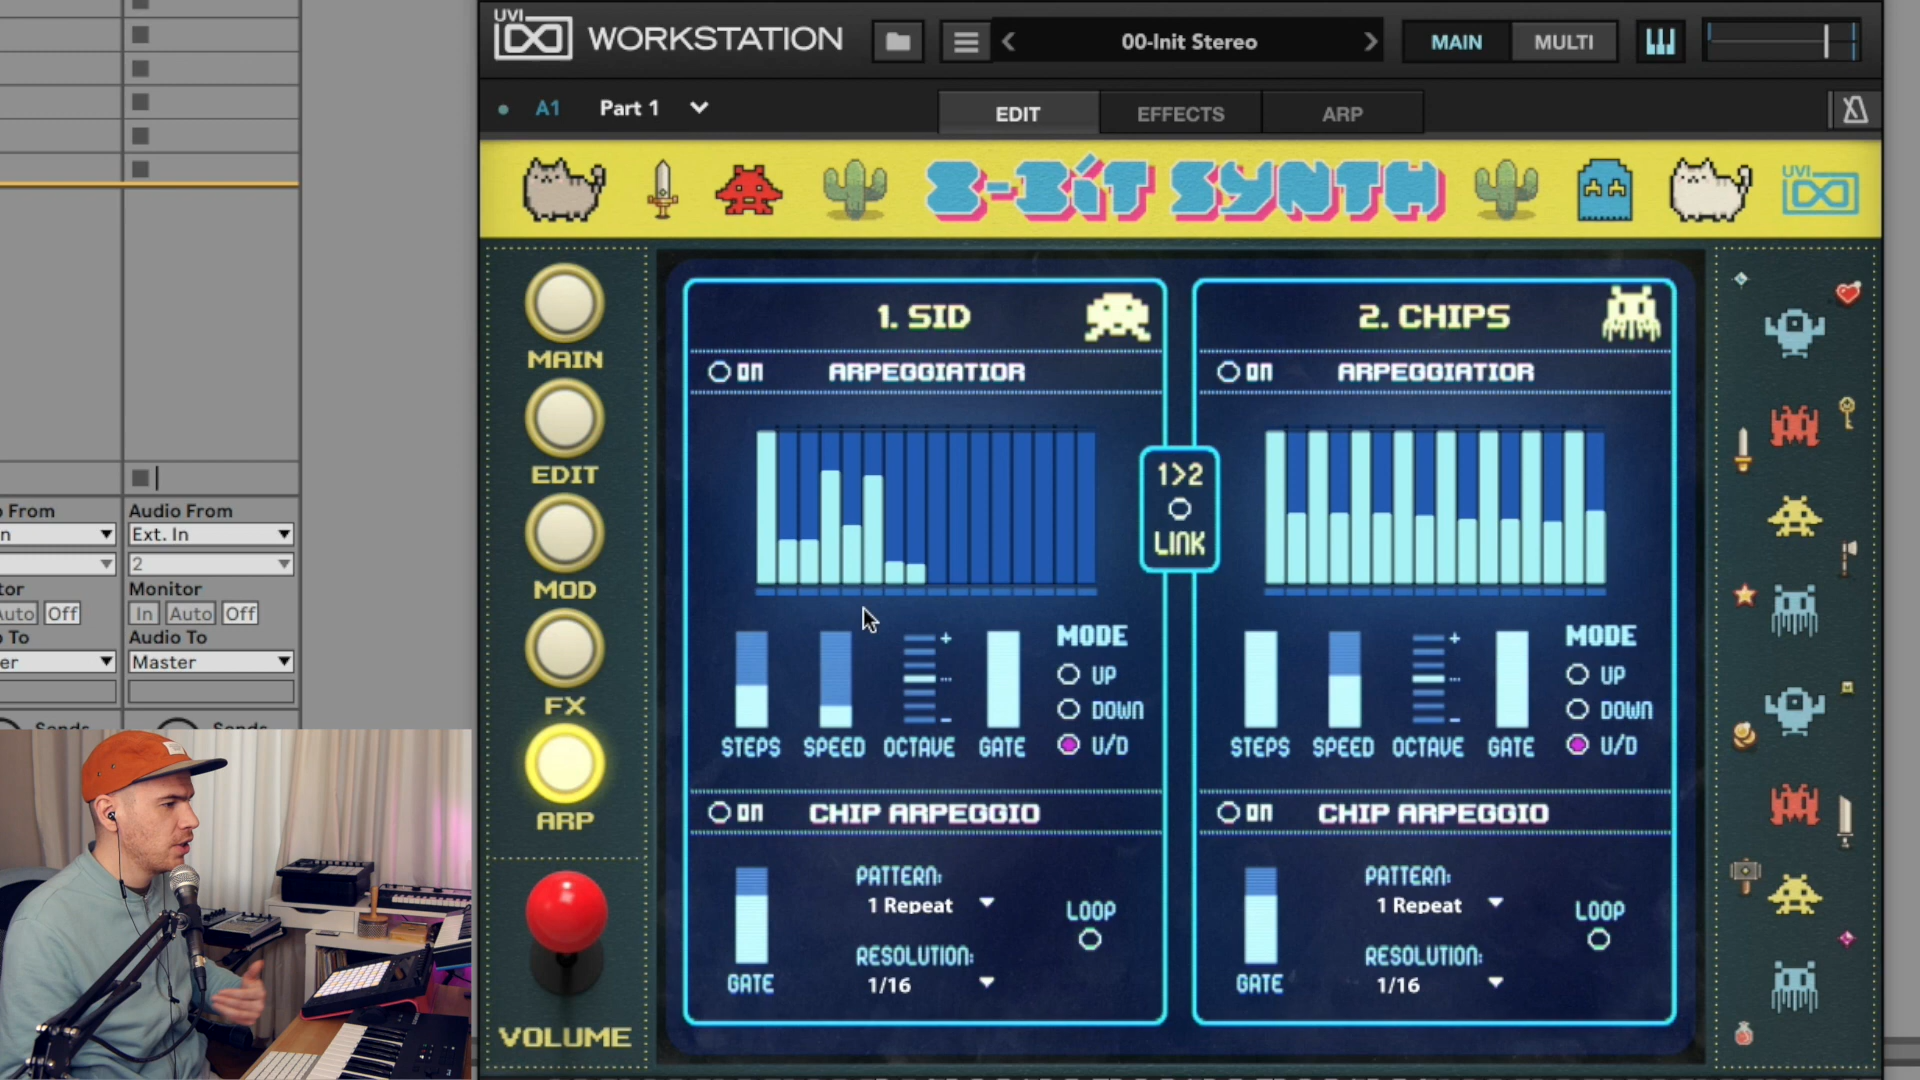 UVI
WORKSTATION
00-Init Stereo
MAIN
MULTI
A1
Part 1
EDIT
EFFECTS
ARP
8-BIT SYNTH
UVI
MAIN
EDIT
MOD
FX
ARP
VOLUME
1. SID
ON
ARPEGGIATIOR
STEPS
SPEED
OCTAVE
+
...
-
GATE
MODE
UP
DOWN
U/D
ON
CHIP ARPEGGIO
GATE
PATTERN:
1 Repeat
RESOLUTION:
1/16
LOOP
1>2
LINK
2. CHIPS
ON
ARPEGGIATIOR
STEPS
SPEED
OCTAVE
+
...
-
GATE
MODE
UP
DOWN
U/D
ON
CHIP ARPEGGIO
GATE
PATTERN:
1 Repeat
RESOLUTION:
1/16
LOOP
From
Audio From
Ext. In
2
Monitor
Auto
Off
In
Auto
Off
To
Audio To
Master
Sends
Sends